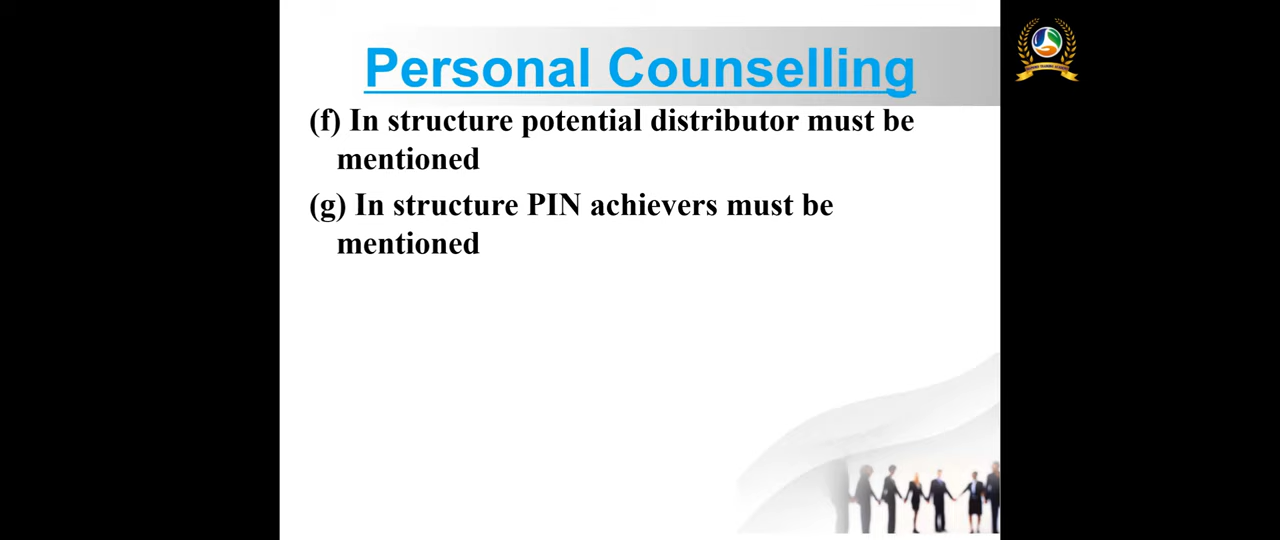 Personal Counselling
(f) In structure potential distributor must be
mentioned
(g) In structure PIN achievers must be
mentioned